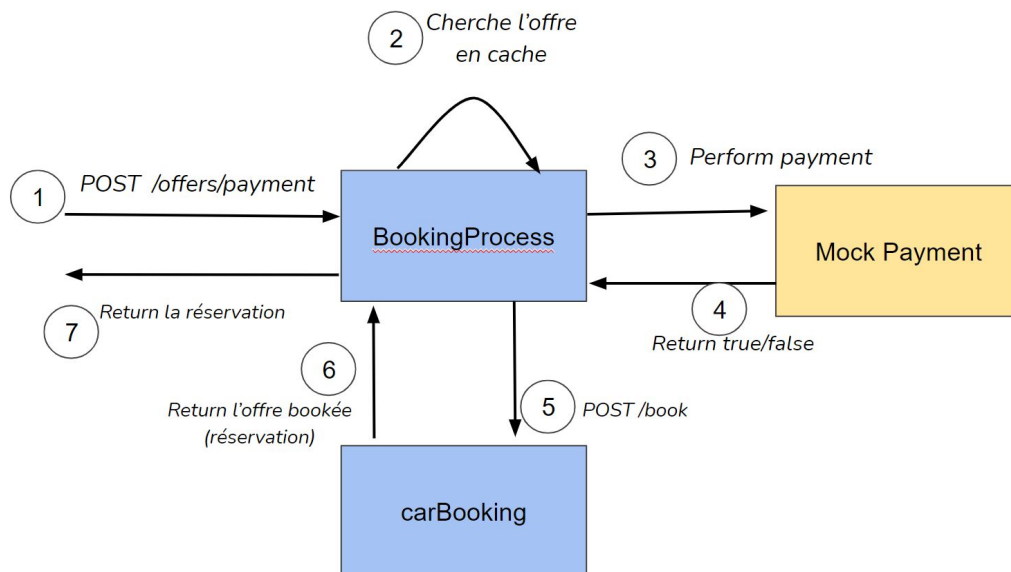 2
Cherche l'offre
en cache
1
POST /offers/payment
3
Perform payment
BookingProcess
Mock Payment
7
Return la réservation
4
Return true/false
6
Return l'offre bookée
(réservation)
5
POST /book
carBooking